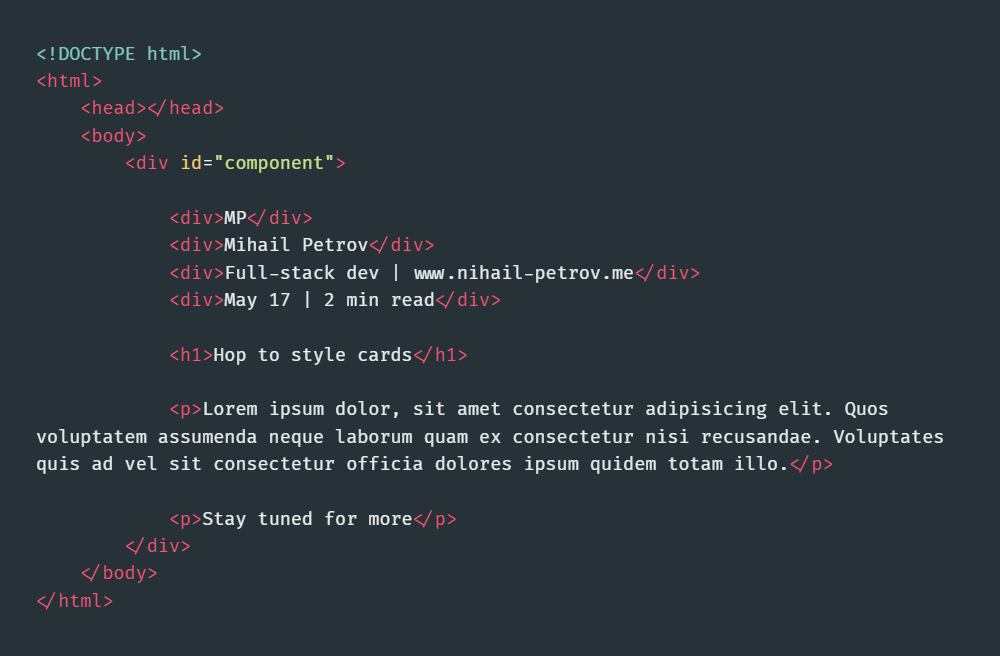 <!DOCTYPE html>
<html>
    <head></head>
    <body>
        <div id="component">

            <div>MP</div>
            <div>Mihail Petrov</div>
            <div>Full-stack dev | www.nihail-petrov.me</div>
            <div>May 17 | 2 min read</div>

            <h1>Hop to style cards</h1>

            <p>Lorem ipsum dolor, sit amet consectetur adipisicing elit. Quos
voluptatem assumenda neque laborum quam ex consectetur nisi recusandae. Voluptates
quis ad vel sit consectetur officia dolores ipsum quidem totam illo.</p>

            <p>Stay tuned for more</p>
        </div>
    </body>
</html>